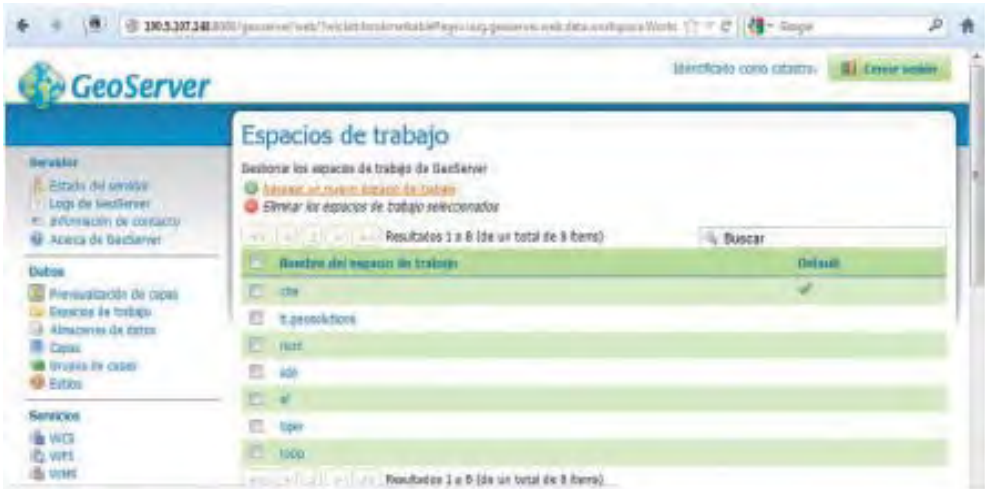 Google
Identificado como catastro.
Cerrar sesión
GeoServer
Espacios de trabajo
Gestionar los espacios de trabajo de GeoServer
Agregar un nuevo espacio de trabajo
Eliminar los espacios de trabajo seleccionados
Resultados 1 a 8 (de un total de 8 ítems)
Buscar
Nombre del espacio de trabajo
Default
cite
it.geosolutions
nurc
sde
sf
tiger
topp
Resultados 1 a 8 (de un total de 8 ítems)
Servidor
Estado del servidor
Logs de GeoServer
Información de contacto
Acerca de GeoServer
Datos
Previsualización de capas
Espacios de trabajo
Almacenes de datos
Capas
Grupos de capas
Estilos
Servicios
WCS
WFS
WMS